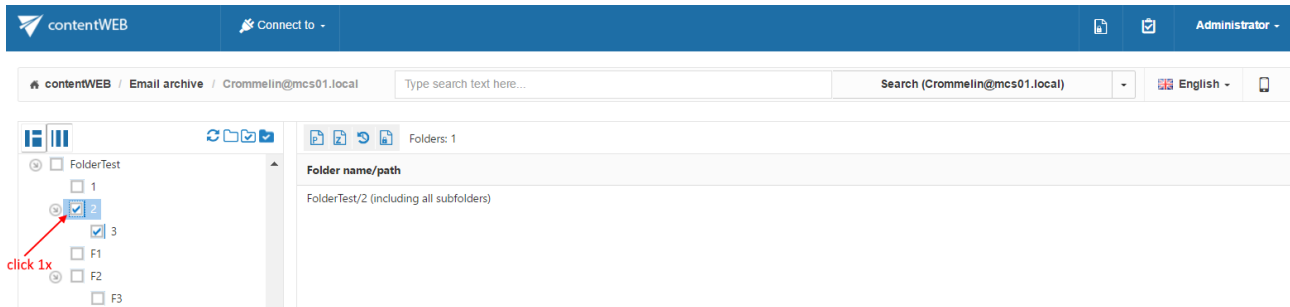 contentWEB
Connect to
Administrator
contentWEB / Email archive / Crommelin@mcs01.local
Type search text here...
Search (Crommelin@mcs01.local)
English
Folders: 1
FolderTest
1
2
3
F1
F2
F3
click 1x
Folder name/path
FolderTest/2 (including all subfolders)